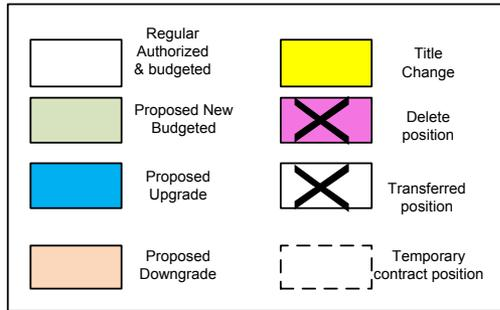 Regular
Authorized
& budgeted
Title
Change
Proposed New
Budgeted
Delete
position
Proposed
Upgrade
Transferred
position
Proposed
Downgrade
Temporary
contract position